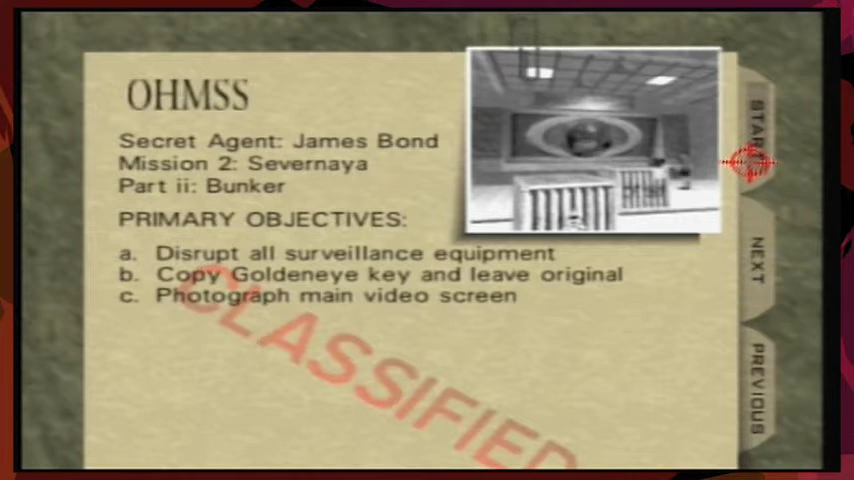 OHMSS
Secret Agent: James Bond
Mission 2: Severnaya
Part ii: Bunker
PRIMARY OBJECTIVES:
a. Disrupt all surveillance equipment
b. Copy Goldeneye key and leave original
c. Photograph main video screen
CLASSIFIED
START
NEXT
PREVIOUS